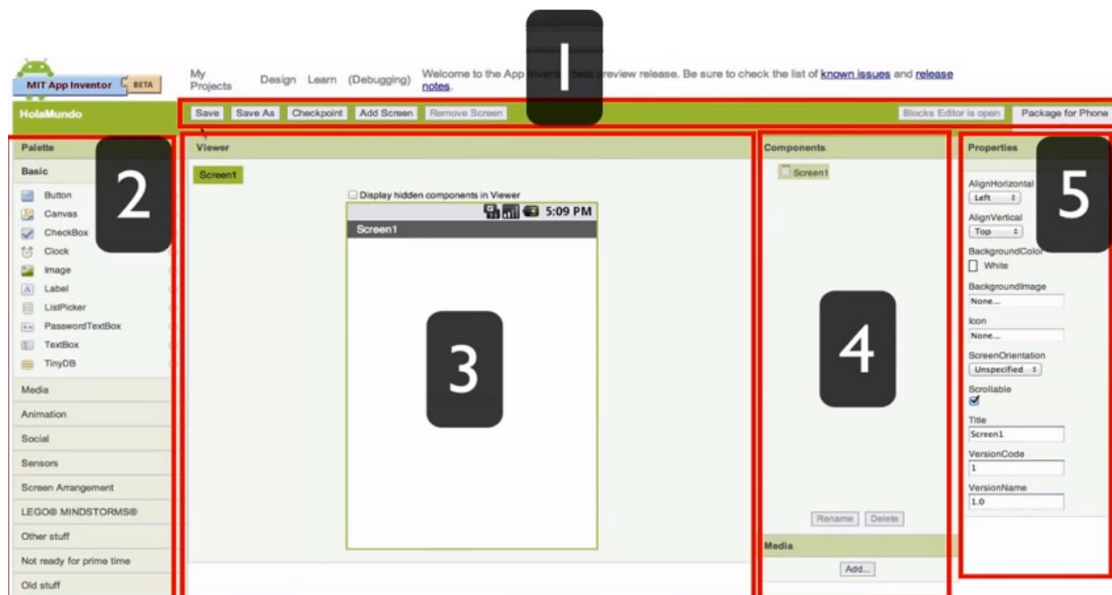 1
MIT App Inventor BETA
My Projects
Design Learn (Debugging)
Welcome to the App Inventor beta preview release. Be sure to check the list of known issues and release notes.
HolaMundo
Save Save As Checkpoint Add Screen Remove Screen Blocks Editor is open Package for Phone
Palette
Basic
Button
Canvas
CheckBox
Clock
Image
Label
ListPicker
PasswordTextBox
TextBox
TinyDB
Media
Animation
Social
Sensors
Screen Arrangement
LEGO® MINDSTORMS®
Other stuff
Not ready for prime time
Old stuff
2
Viewer
Screen1
Display hidden components in Viewer
5:09 PM
Screen1
3
Components
Screen1
4
Rename Delete
Media
Add...
Properties
5
AlignHorizontal
Left
AlignVertical
Top
BackgroundColor
White
BackgroundImage
None...
Icon
None...
ScreenOrientation
Unspecified
Scrollable
Title
Screen1
VersionCode
1
VersionName
1.0